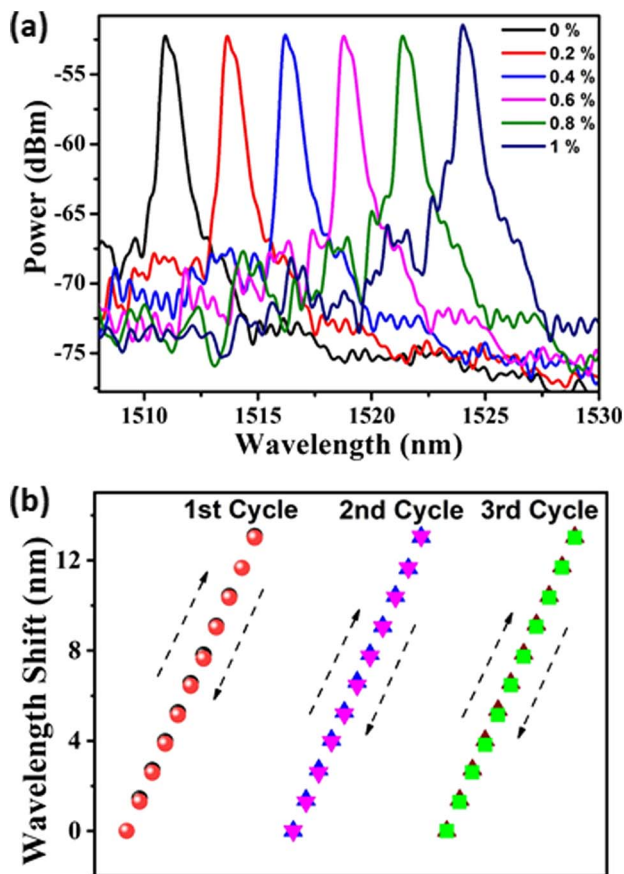 (a)
0 %
0.2 %
0.4 %
0.6 %
0.8 %
1 %
-55
-60
-65
-70
-75
Power (dBm)
1510 1515 1520 1525 1530
Wavelength (nm)
(b)
1st Cycle 2nd Cycle 3rd Cycle
12
8
4
0
Wavelength Shift (nm)